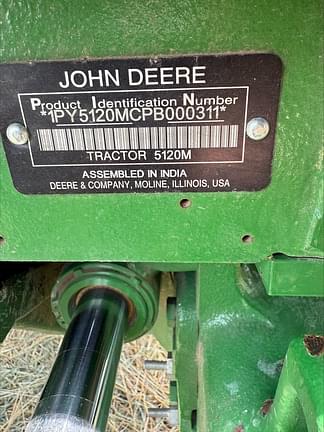 JOHN DEERE
Product Identification Number
*1PY5120MCPB000311*
TRACTOR 5120M
ASSEMBLED IN INDIA
DEERE & COMPANY, MOLINE, ILLINOIS, USA